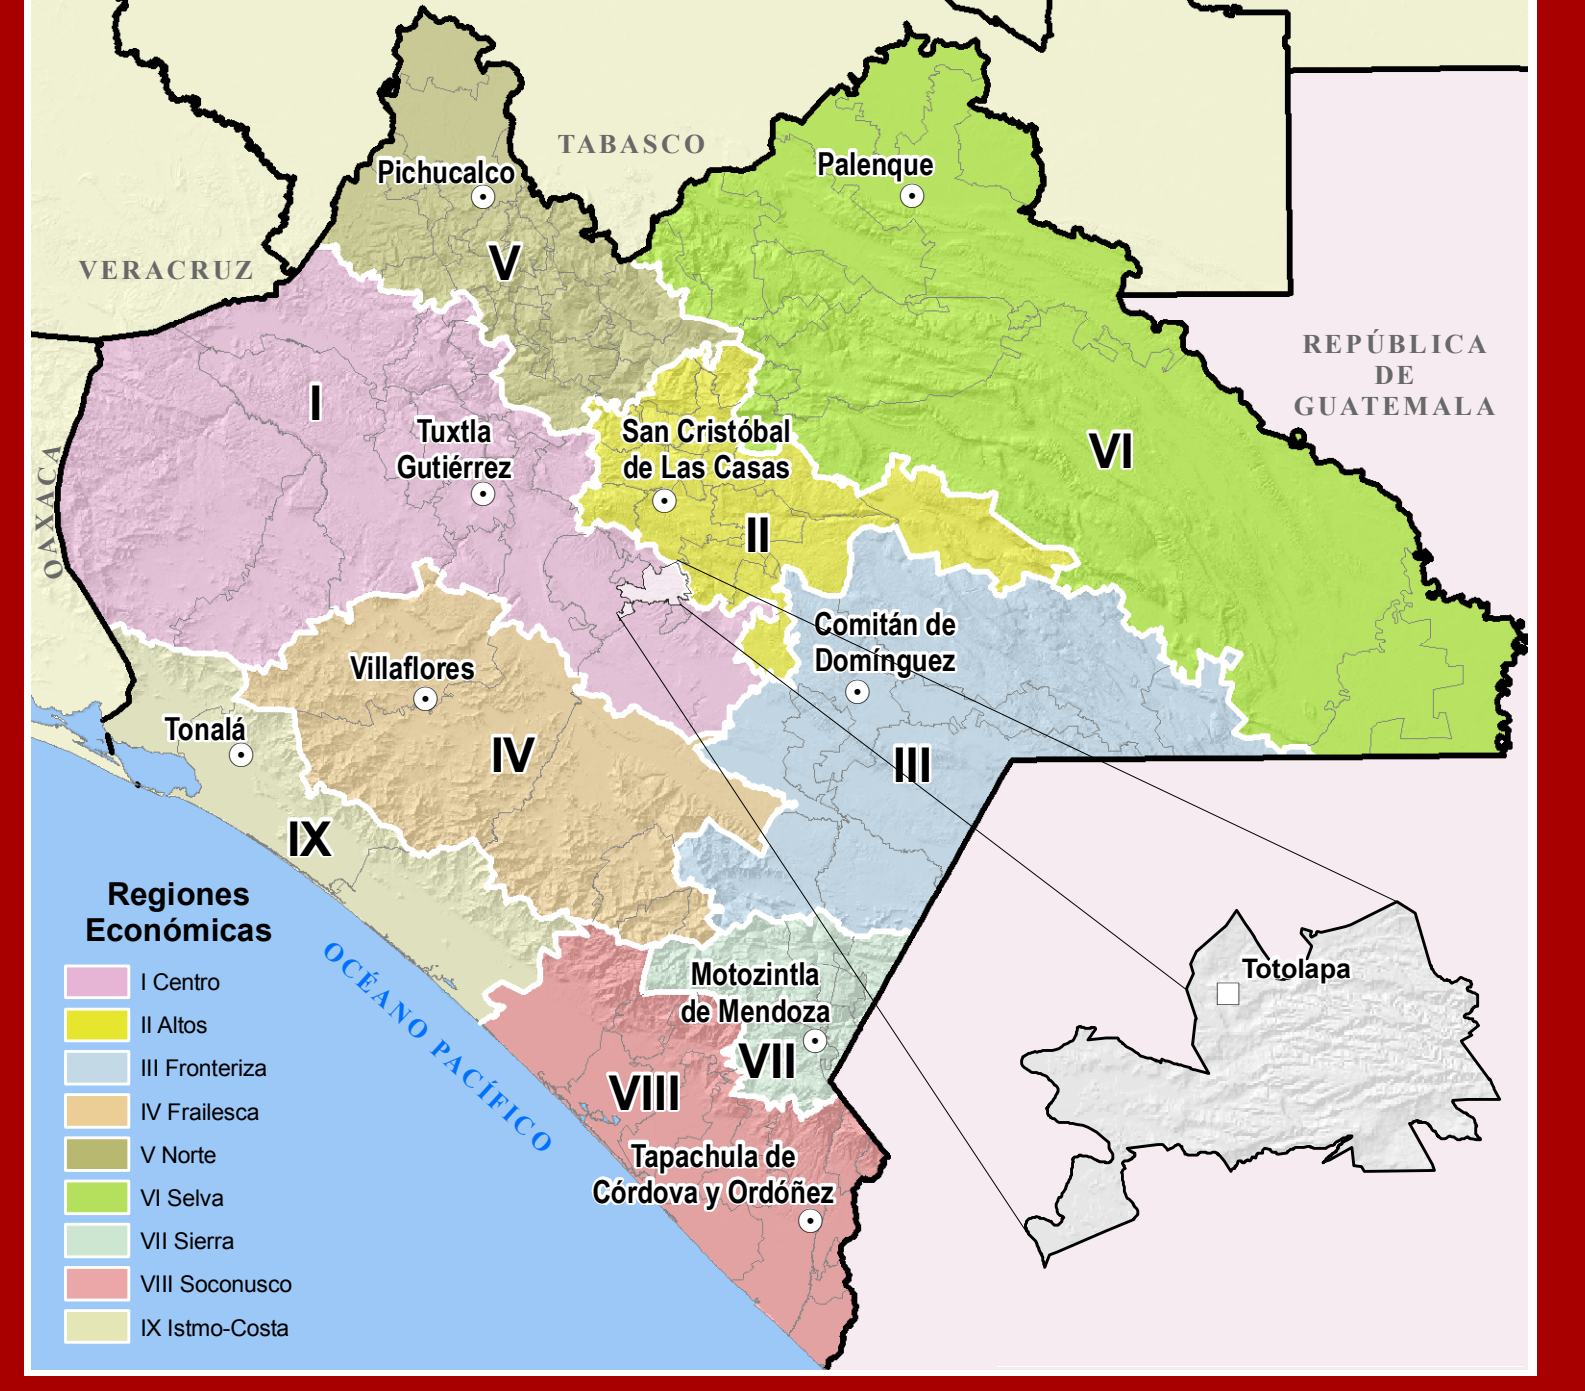 TABASCO
Palenque
Pichucalco
V
VERACRUZ
REPÚBLICA
DE
GUATEMALA
I
Tuxtla
Gutiérrez
San Cristóbal
de Las Casas
VI
OAXACA
II
Comitán de
Domínguez
Villaflores
Tonalá
IV
III
IX
Regiones
Económicas
I Centro
II Altos
III Fronteriza
IV Frailesca
V Norte
VI Selva
VII Sierra
VIII Soconusco
IX Istmo-Costa
OCÉANO PACÍFICO
Motozintla
de Mendoza
VII
VIII
Tapachula de
Córdova y Ordóñez
Totolapa